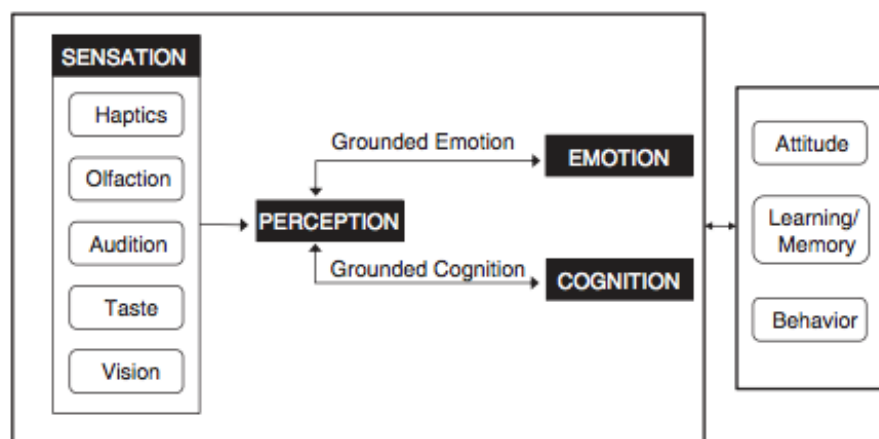 SENSATION
Haptics
Olfaction
Audition
Taste
Vision
PERCEPTION
Grounded Emotion
EMOTION
Grounded Cognition
COGNITION
Attitude
Learning/
Memory
Behavior